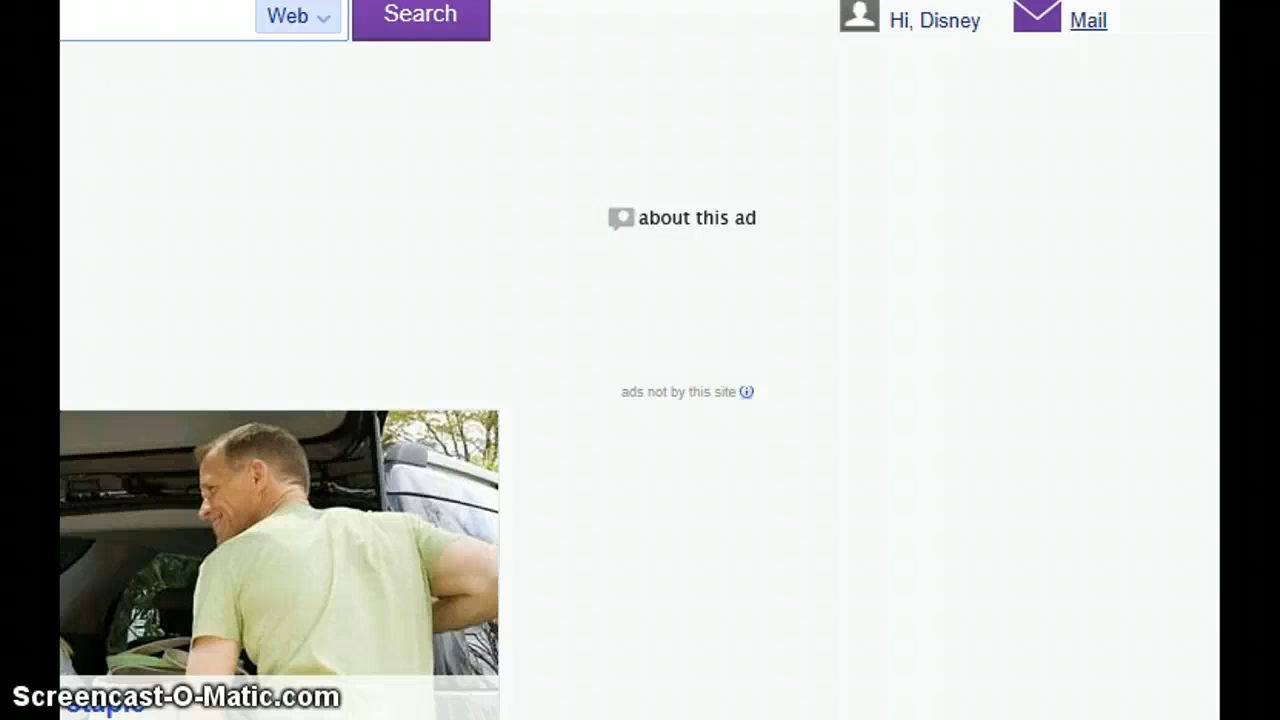 Web
Search
Hi, Disney
Mail
about this ad
ads not by this site
Screencast-O-Matic.com